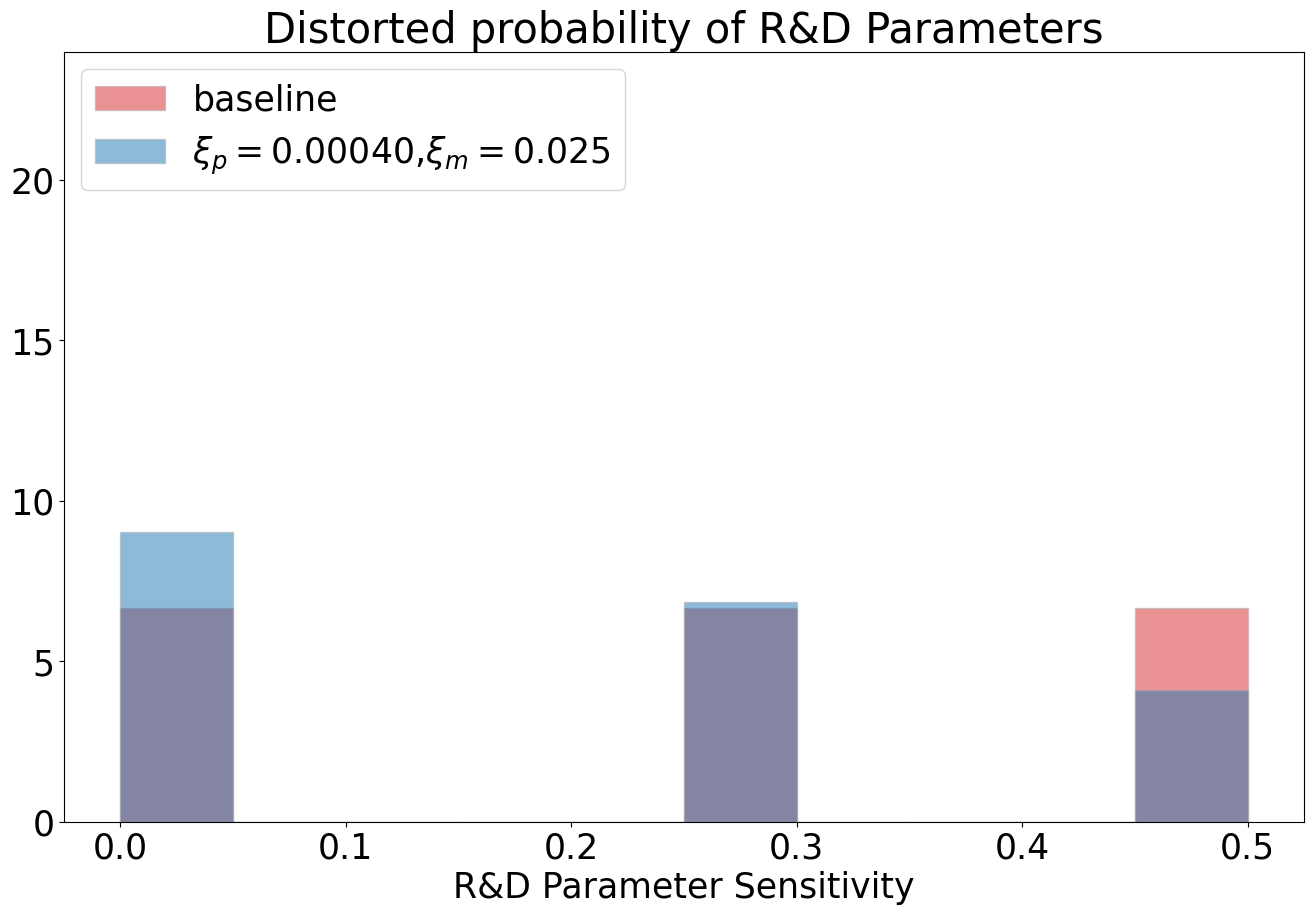 Distorted probability of R&D Parameters
baseline
ξₚ = 0.00040,ξₘ = 0.025
20
15
10
5
0
0.0 0.1 0.2 0.3 0.4 0.5
R&D Parameter Sensitivity